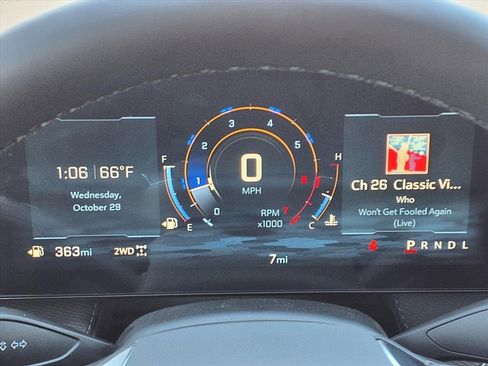 1:06 66°F
Wednesday,
October 29
363mi
2WD
F
E
0
1
2
3
4
5
6
7
0
MPH
RPM
x1000
H
C
7mi
Ch 26 Classic Vi...
Who
Won't Get Fooled Again
(Live)
P R N D L